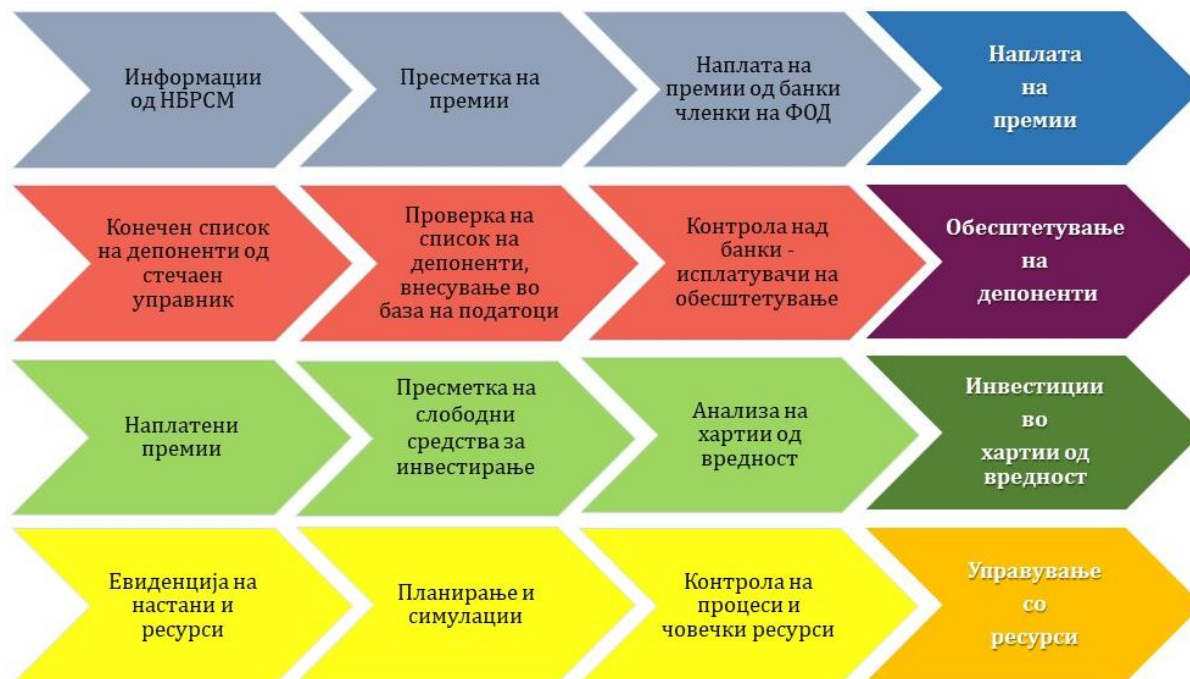 Информации
од НБРСМ
Пресметка на
премии
Наплата на
премии од банки
членки на ФОД
Наплата
на
премии
Конечен список
на депоненти од
стечаен
управник
Проверка на
список на
депоненти,
внесување во
база на податоци
Контрола над
банки -
исплатувачи на
обесштетување
Обесштетување
на
депоненти
Наплатени
премии
Пресметка на
слободни
средства за
инвестирање
Анализа на
хартии од
вредност
Инвестиции
во
хартии од
вредност
Евиденција на
настани и
ресурси
Планирање и
симулации
Контрола на
процеси и
човечки ресурси
Управување
со
ресурси